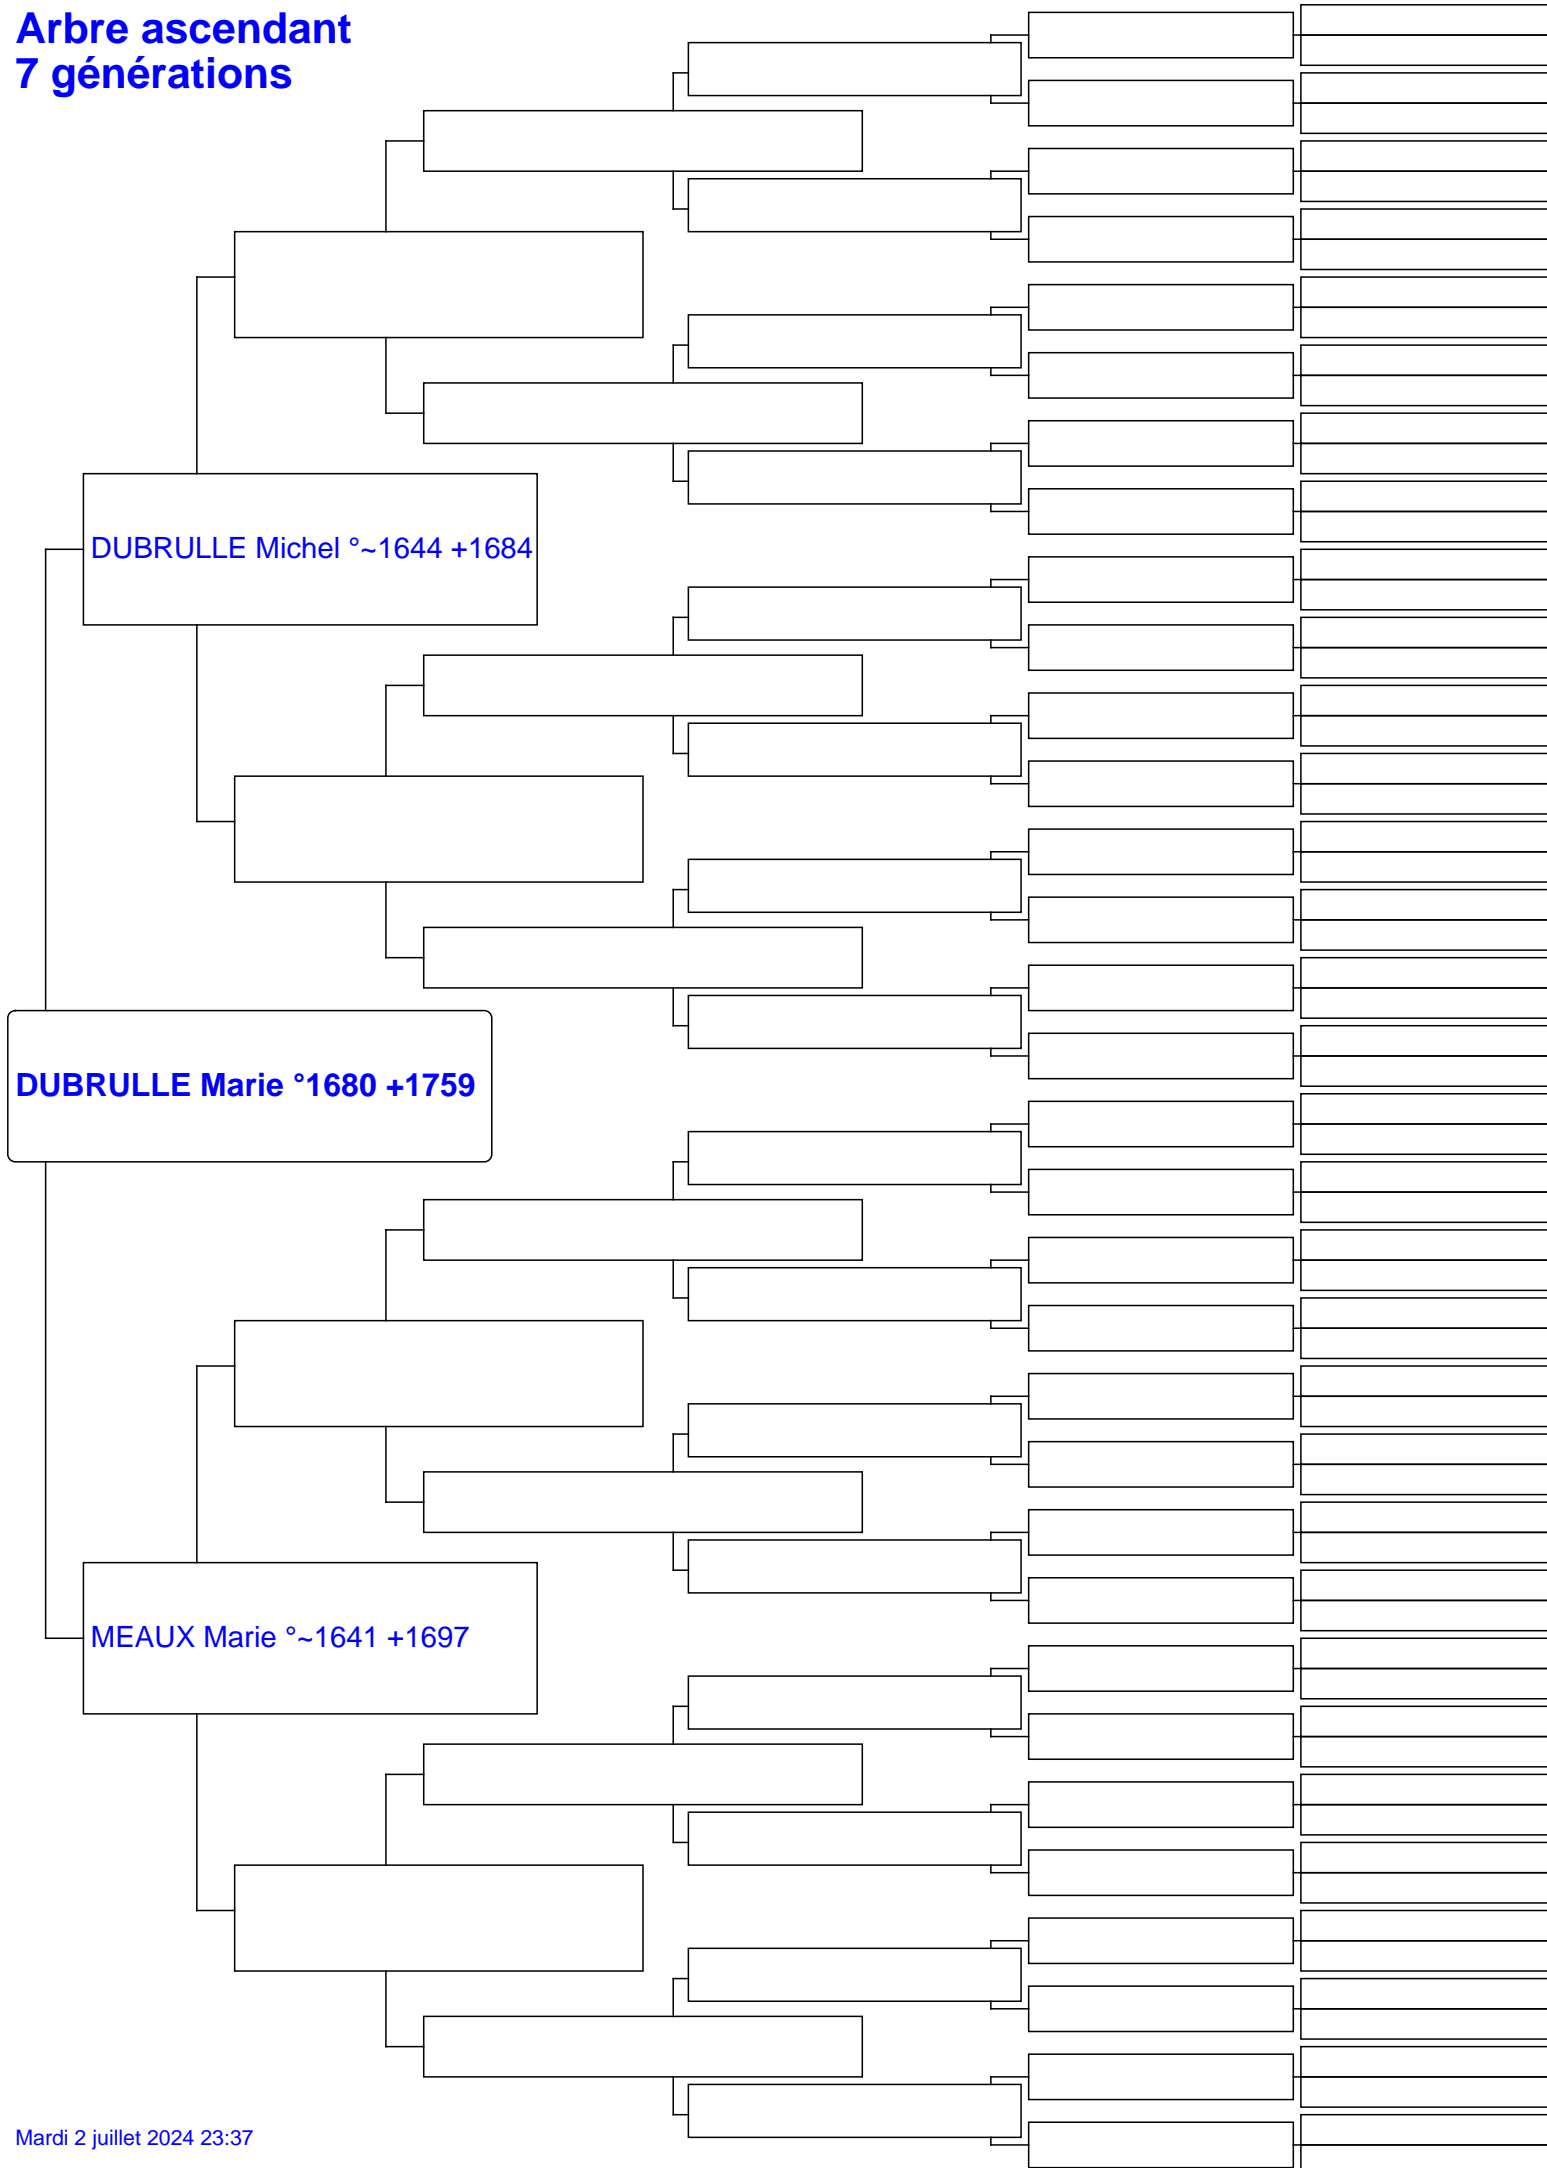 Arbre ascendant
7 générations
DUBRULLE Michel °~1644 +1684
DUBRULLE Marie °1680 +1759
MEAUX Marie °~1641 +1697
Mardi 2 juillet 2024 23:37